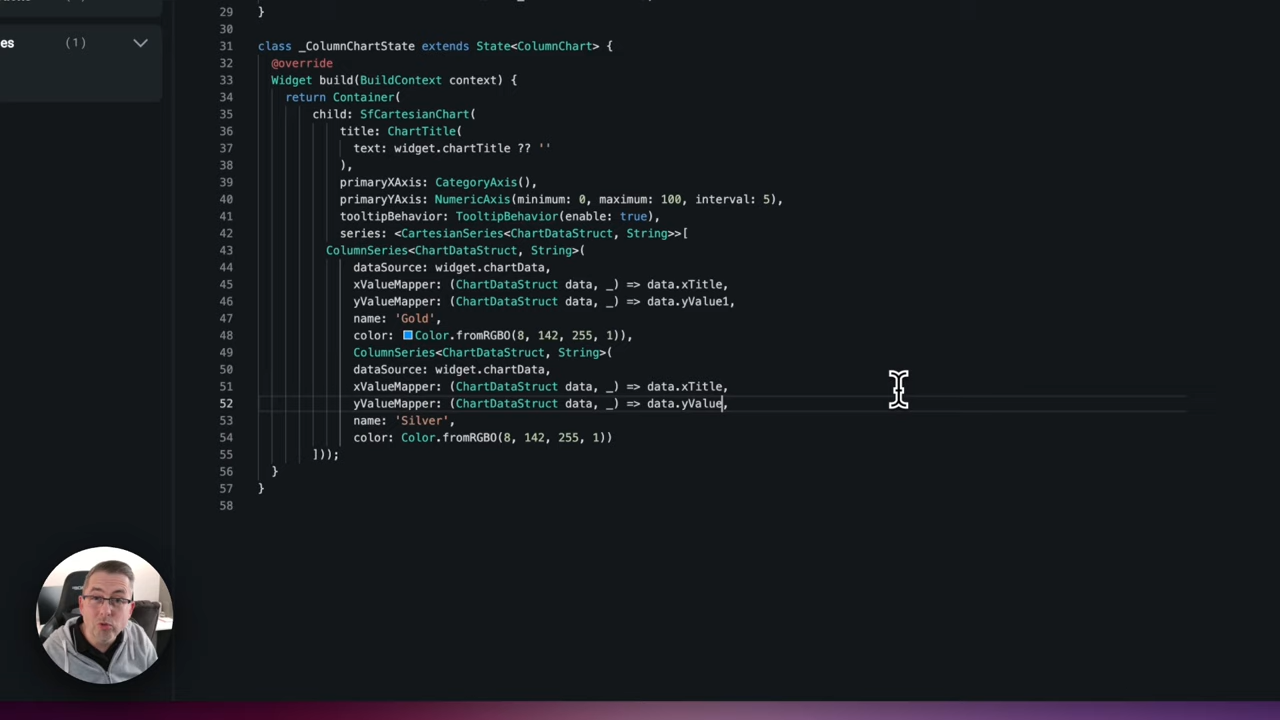 29 }
es (1)
30
31 class _ColumnChartState extends State<ColumnChart> {
32 @override
33 Widget build(BuildContext context) {
34 return Container(
35 child: SfCartesianChart(
36 title: ChartTitle(
37 text: widget.chartTitle ?? ''
38 ),
39 primaryXAxis: CategoryAxis(),
40 primaryYAxis: NumericAxis(minimum: 0, maximum: 100, interval: 5),
41 tooltipBehavior: TooltipBehavior(enable: true),
42 series: <CartesianSeries<ChartDataStruct, String>>[
43 ColumnSeries<ChartDataStruct, String>(
44 dataSource: widget.chartData,
45 xValueMapper: (ChartDataStruct data, _) => data.xTitle,
46 yValueMapper: (ChartDataStruct data, _) => data.yValue1,
47 name: 'Gold',
48 color: Color.fromRGBO(8, 142, 255, 1)),
49 ColumnSeries<ChartDataStruct, String>(
50 dataSource: widget.chartData,
51 xValueMapper: (ChartDataStruct data, _) => data.xTitle,
52 yValueMapper: (ChartDataStruct data, _) => data.yValue,
53 name: 'Silver',
54 color: Color.fromRGBO(8, 142, 255, 1))
55 ]));
56 }
57 }
58